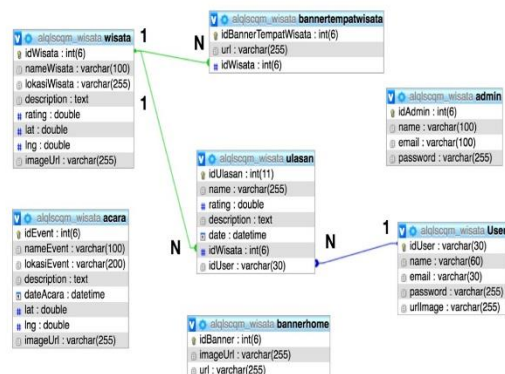 alqlscqm_wisata wisata
idWisata : int(6)
nameWisata : varchar(100)
lokasiWisata : varchar(255)
description : text
rating : double
lat : double
lng : double
imageUrl : varchar(255)
1
1
N
alqlscqm_wisata bannertempatwisata
idBannerTempatWisata : int(6)
url : varchar(255)
idWisata : int(6)
alqlscqm_wisata admin
idAdmin : int(6)
name : varchar(100)
email : varchar(100)
password : varchar(255)
alqlscqm_wisata ulasan
idUlasan : int(11)
name : varchar(255)
rating : double
description : text
date : datetime
idWisata : int(6)
idUser : varchar(30)
N
N
1
alqlscqm_wisata User
idUser : varchar(30)
name : varchar(60)
email : varchar(30)
password : varchar(255)
urlImage : varchar(255)
alqlscqm_wisata acara
idEvent : int(6)
nameEvent : varchar(100)
lokasiEvent : varchar(200)
description : text
dateAcara : datetime
lat : double
lng : double
imageUrl : varchar(255)
alqlscqm_wisata bannerhome
idBanner : int(6)
imageUrl : varchar(255)
url : varchar(255)